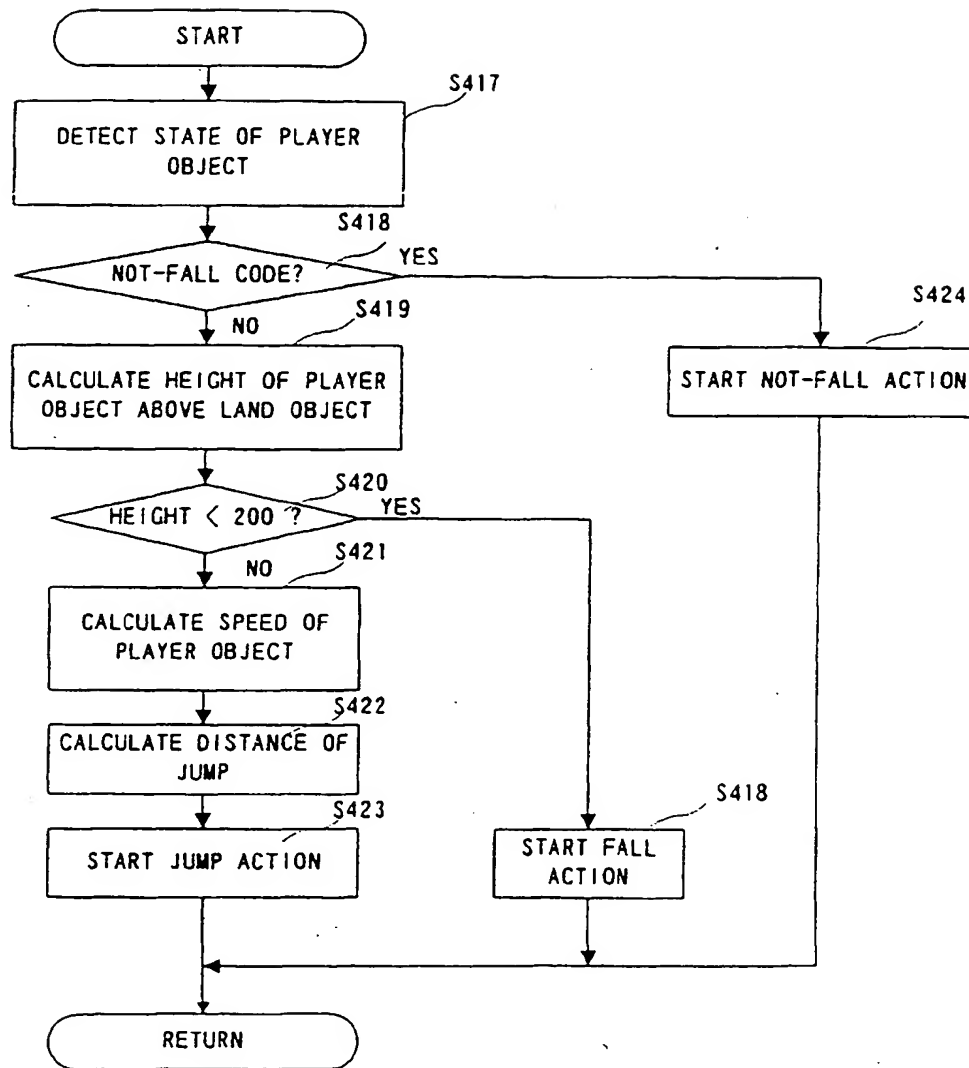 START
S417
DETECT STATE OF PLAYER
OBJECT
S418
NOT-FALL CODE?
YES
NO
S419
S424
CALCULATE HEIGHT OF PLAYER
OBJECT ABOVE LAND OBJECT
START NOT-FALL ACTION
S420
HEIGHT < 200 ?
YES
NO
S421
CALCULATE SPEED OF
PLAYER OBJECT
S422
CALCULATE DISTANCE OF
JUMP
S423
START JUMP ACTION
S418
START FALL
ACTION
RETURN